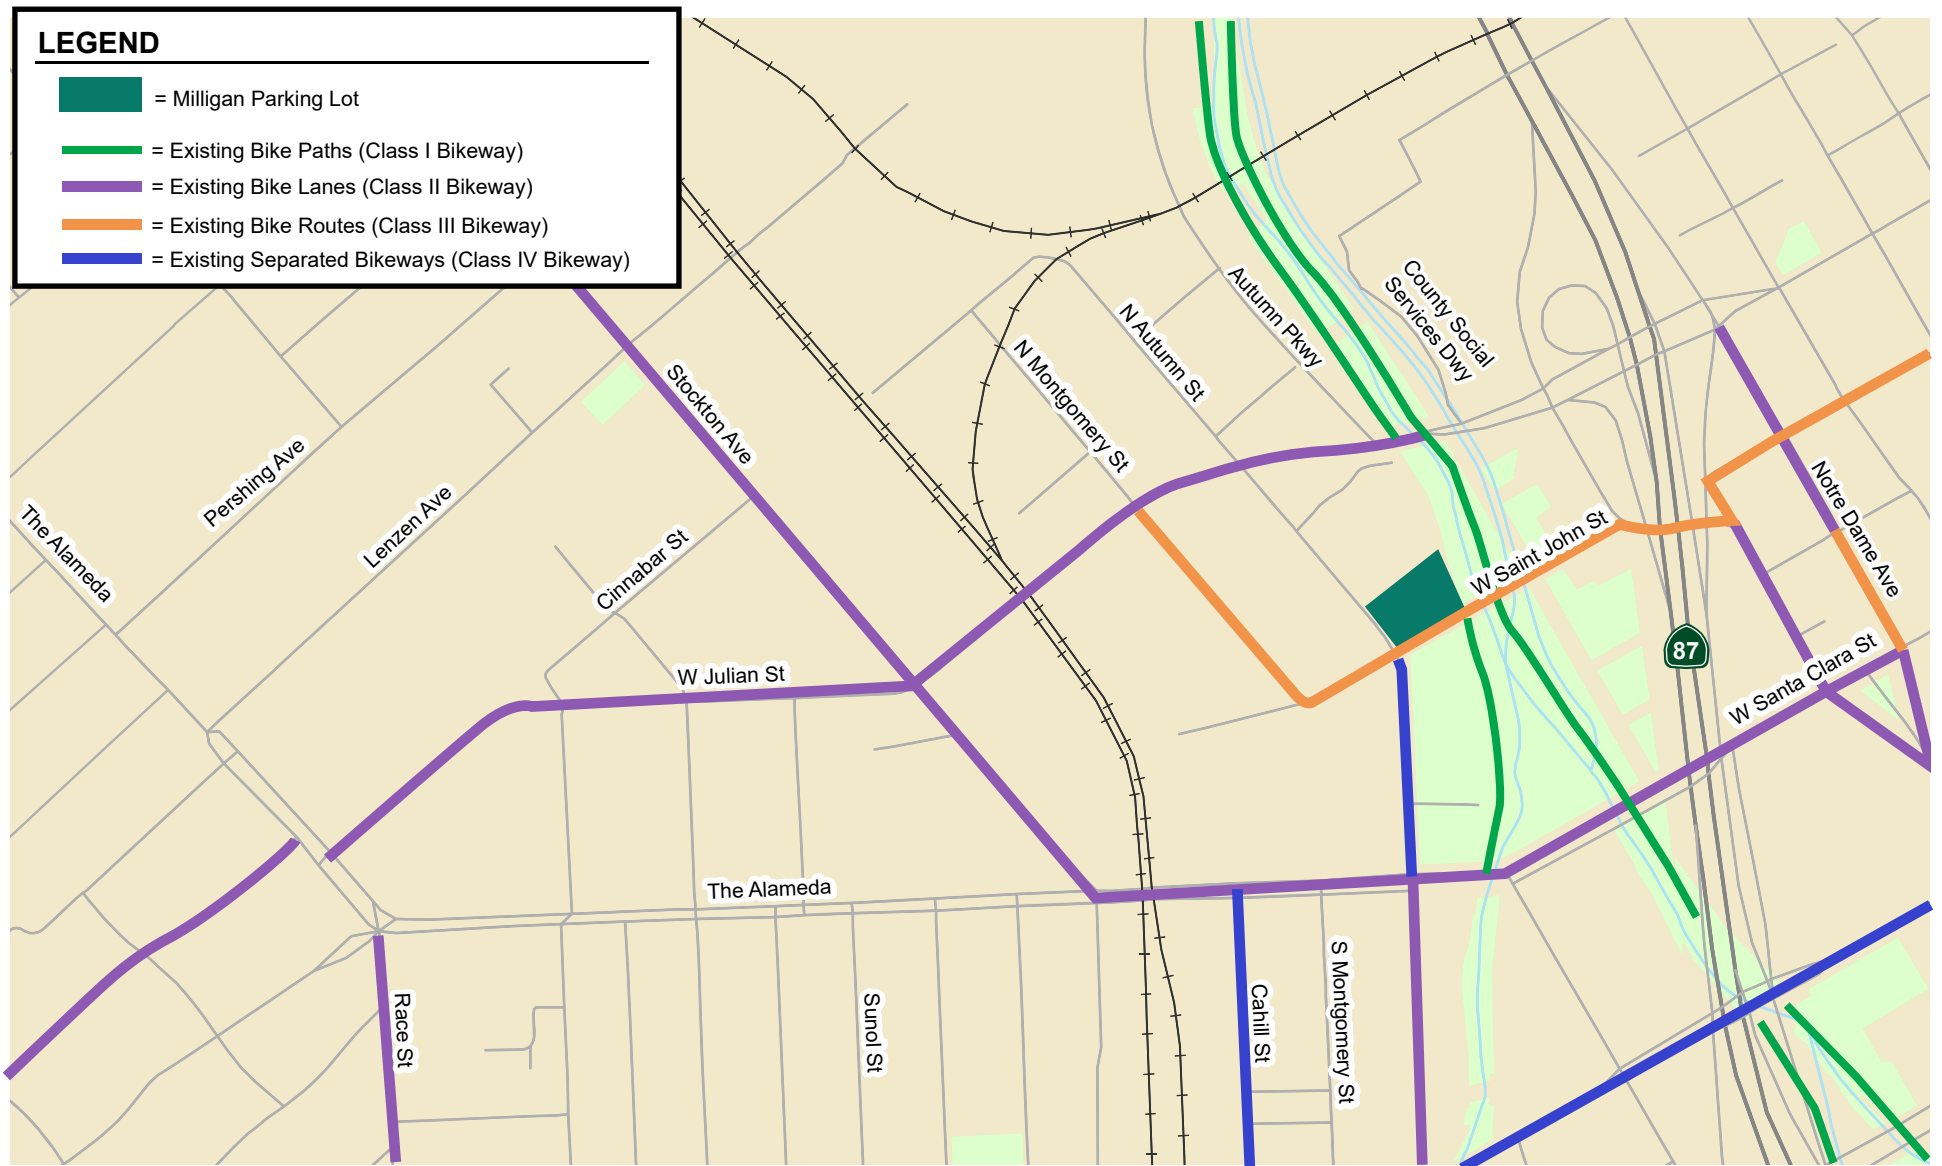 LEGEND
= Milligan Parking Lot
= Existing Bike Paths (Class I Bikeway)
= Existing Bike Lanes (Class II Bikeway)
= Existing Bike Routes (Class III Bikeway)
= Existing Separated Bikeways (Class IV Bikeway)
County Social
Services Dwy
Autumn Pkwy
N Autumn St
N Montgomery St
Stockton Ave
Pershing Ave
Lenzen Ave
The Alameda
Cinnabar St
Notre Dame Ave
W Saint John St
87
W Julian St
W Santa Clara St
The Alameda
Race St
Sunol St
Cahill St
S Montgomery St